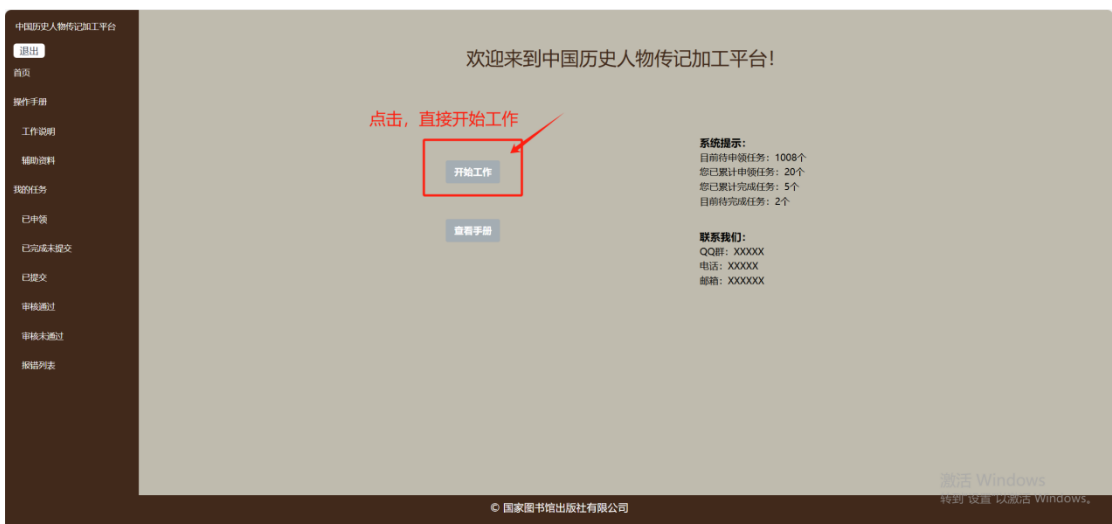 中国历史人物传记加工平台
退出
首页
操作手册
工作说明
辅助资料
我的任务
已申领
已完成未提交
已提交
审核通过
审核未通过
报错列表
欢迎来到中国历史人物传记加工平台！
点击，直接开始工作
开始工作
查看手册
系统提示：
目前待申领任务：1008个
您已累计申领任务：20个
您已累计完成任务：5个
目前待完成任务：2个
联系我们：
QQ群：XXXXX
电话：XXXXX
邮箱：XXXXXX
激活 Windows
转到"设置"以激活 Windows。
© 国家图书馆出版社有限公司